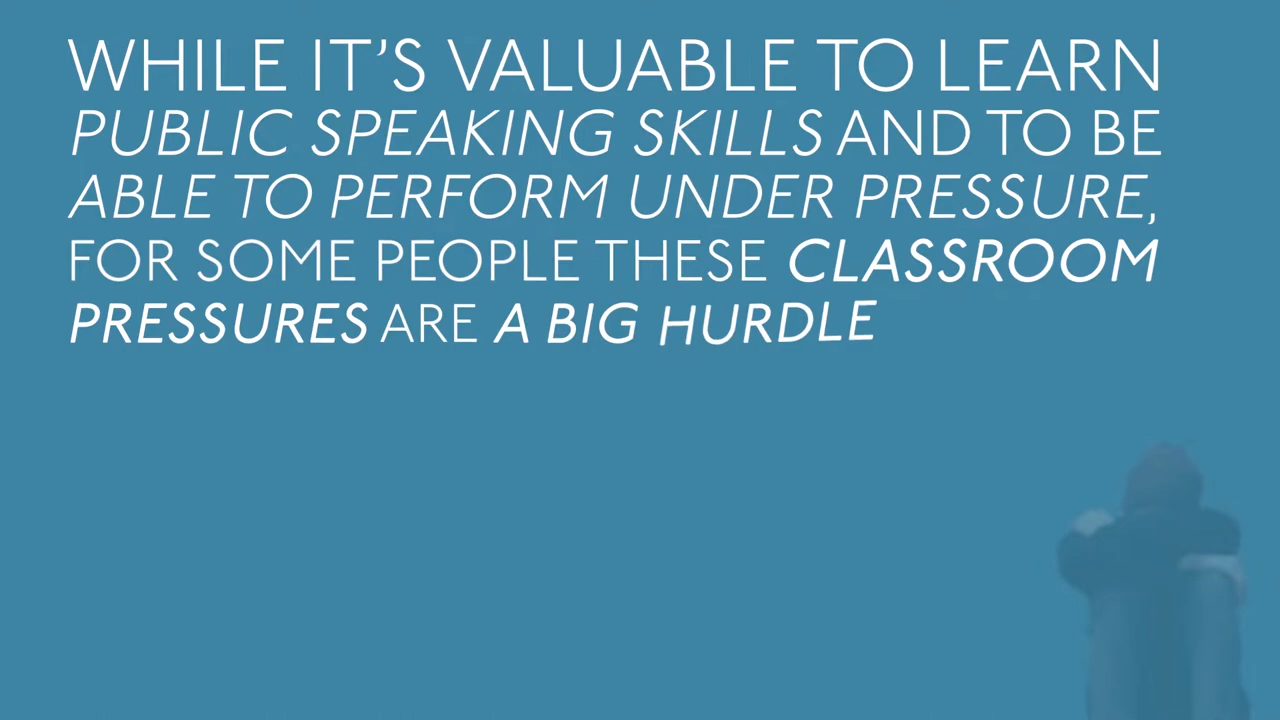 WHILE IT'S VALUABLE TO LEARN
PUBLIC SPEAKING SKILLS AND TO BE
ABLE TO PERFORM UNDER PRESSURE,
FOR SOME PEOPLE THESE CLASSROOM
PRESSURES ARE A BIG HURDLE